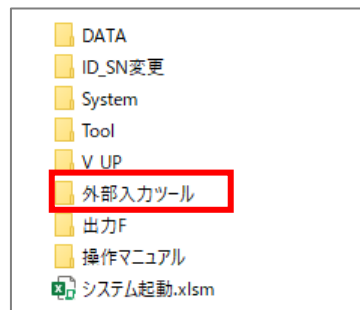 DATA
ID_SN変更
System
Tool
V_UP
外部入力ツール
出力F
操作マニュアル
システム起動.xlsm